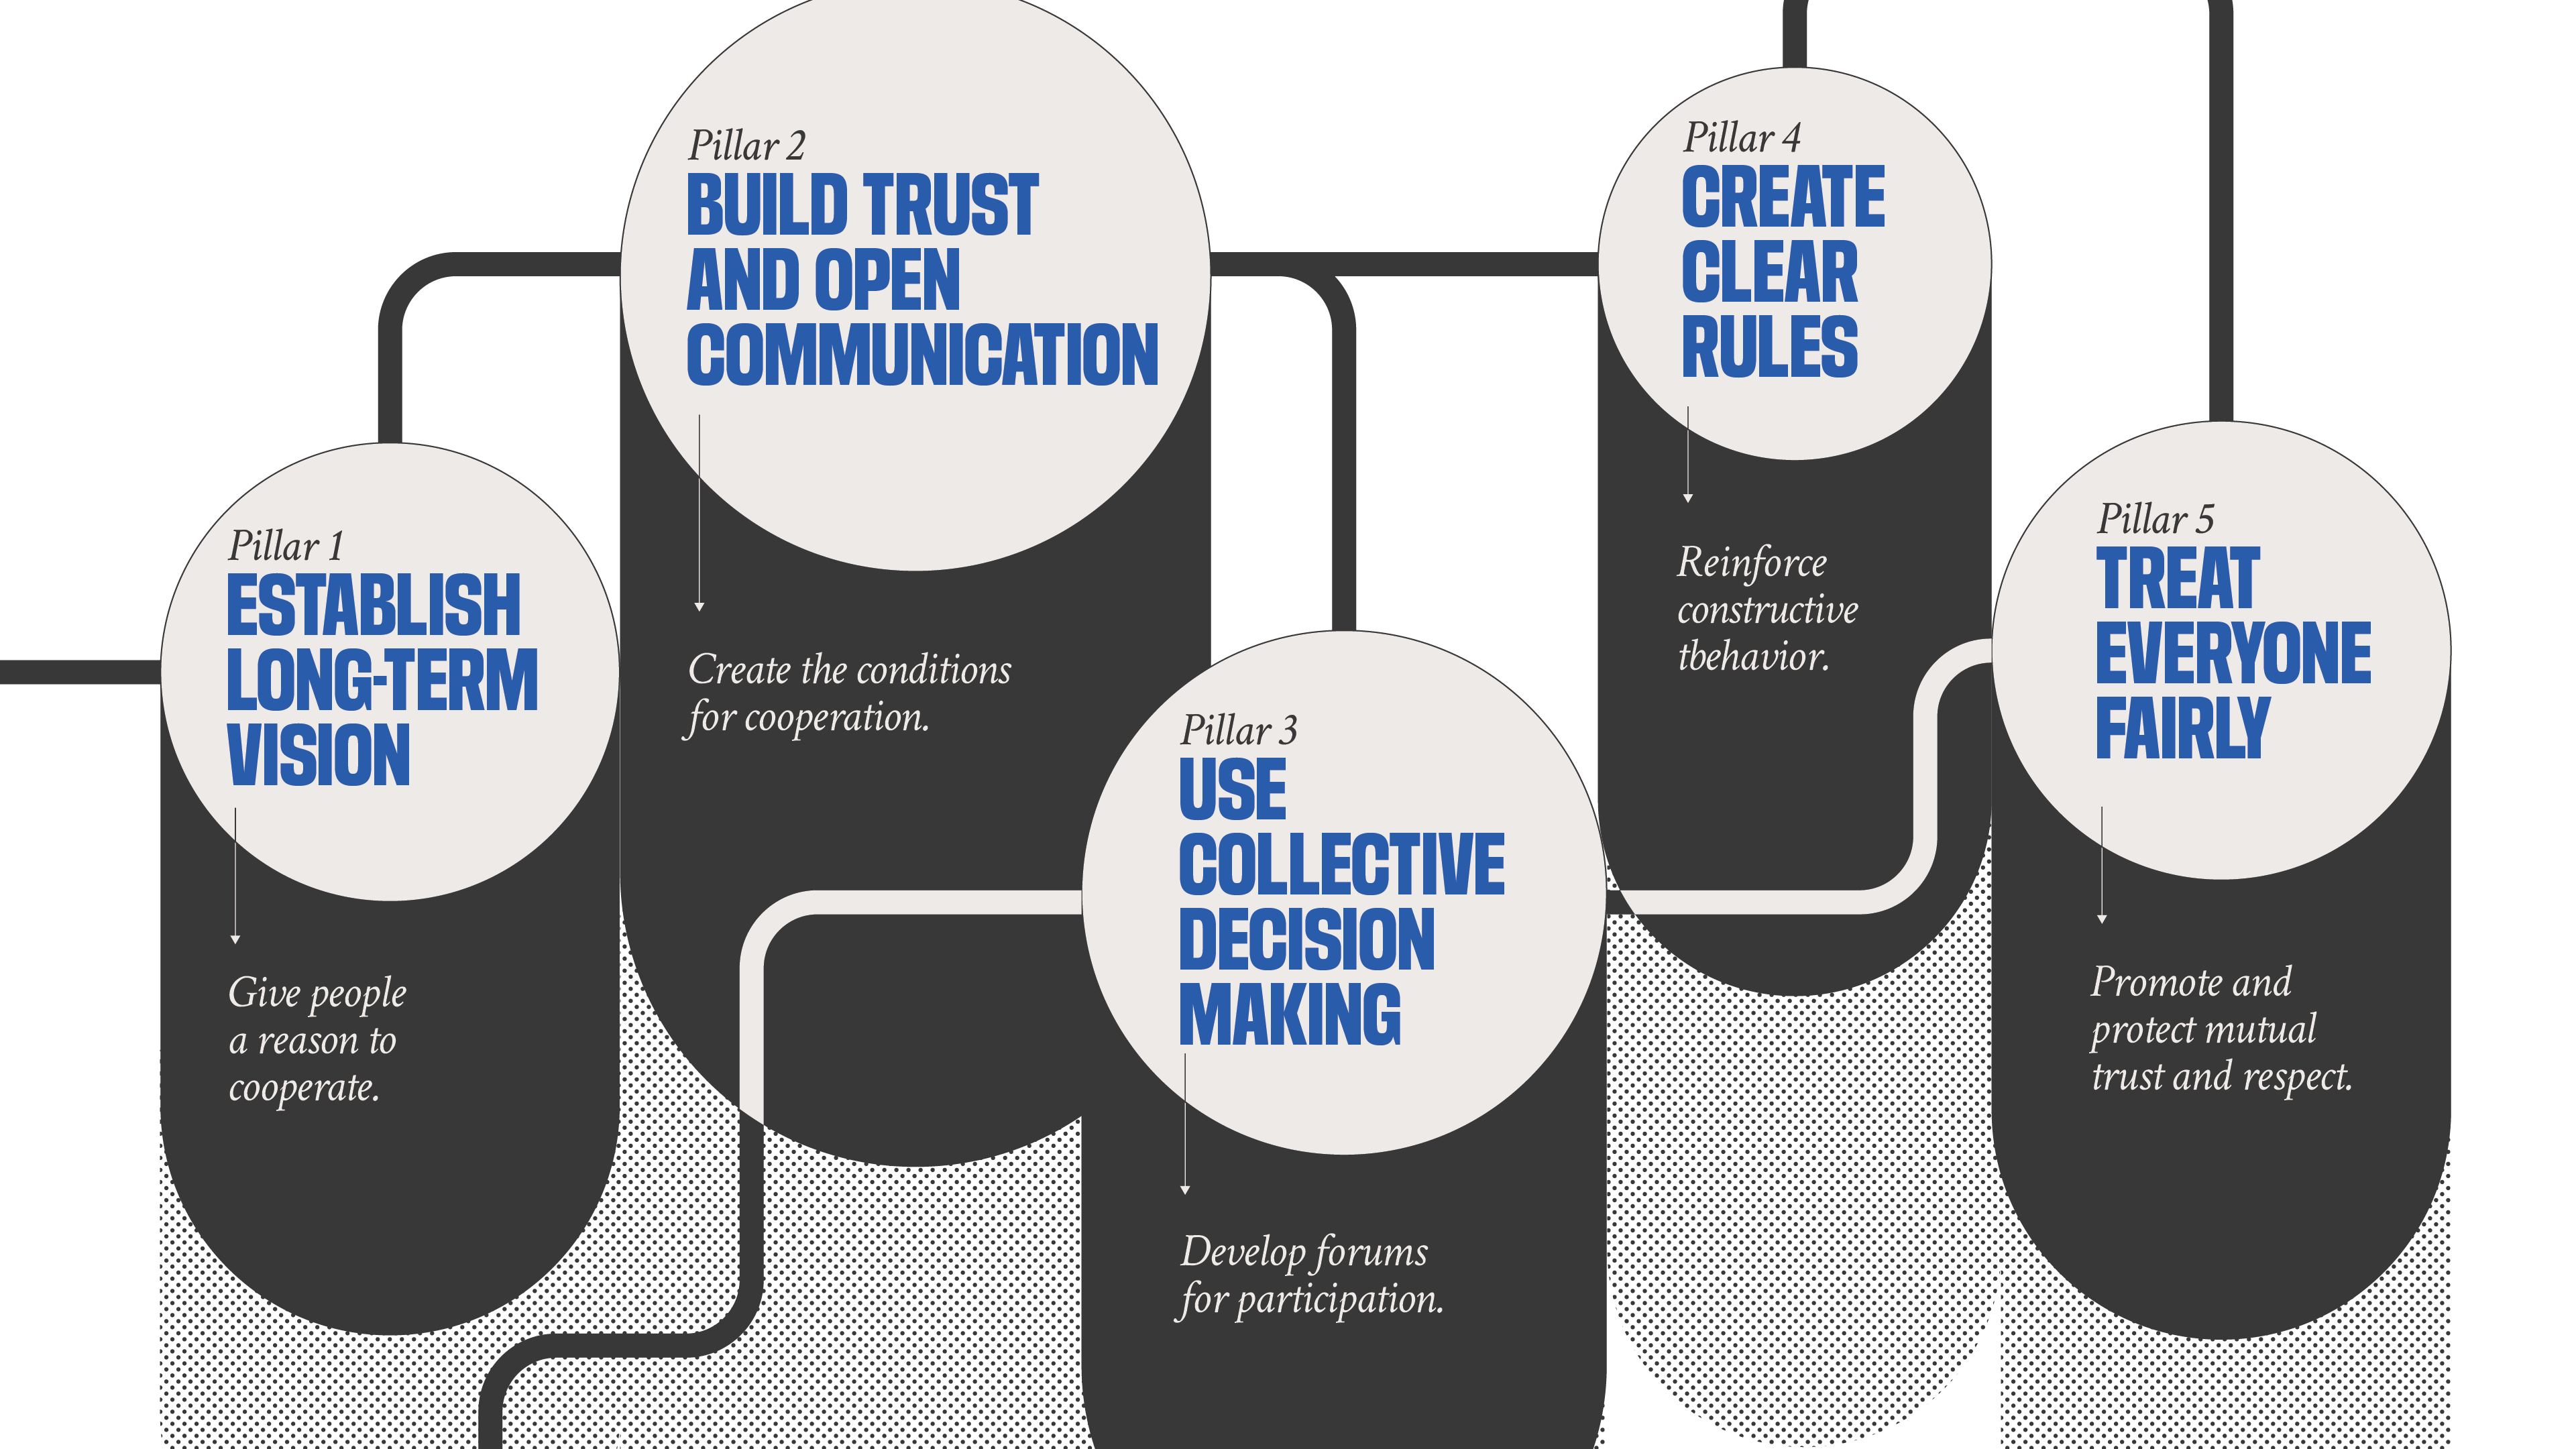 Pillar 1
ESTABLISH
LONG-TERM
VISION
Give people
a reason to
cooperate.
Pillar 2
BUILD TRUST
AND OPEN
COMMUNICATION
Create the conditions
for cooperation.
Pillar 3
USE
COLLECTIVE
DECISION
MAKING
Develop forums
for participation.
Pillar 4
CREATE
CLEAR
RULES
Reinforce
constructive
tbehavior.
Pillar 5
TREAT
EVERYONE
FAIRLY
Promote and
protect mutual
trust and respect.